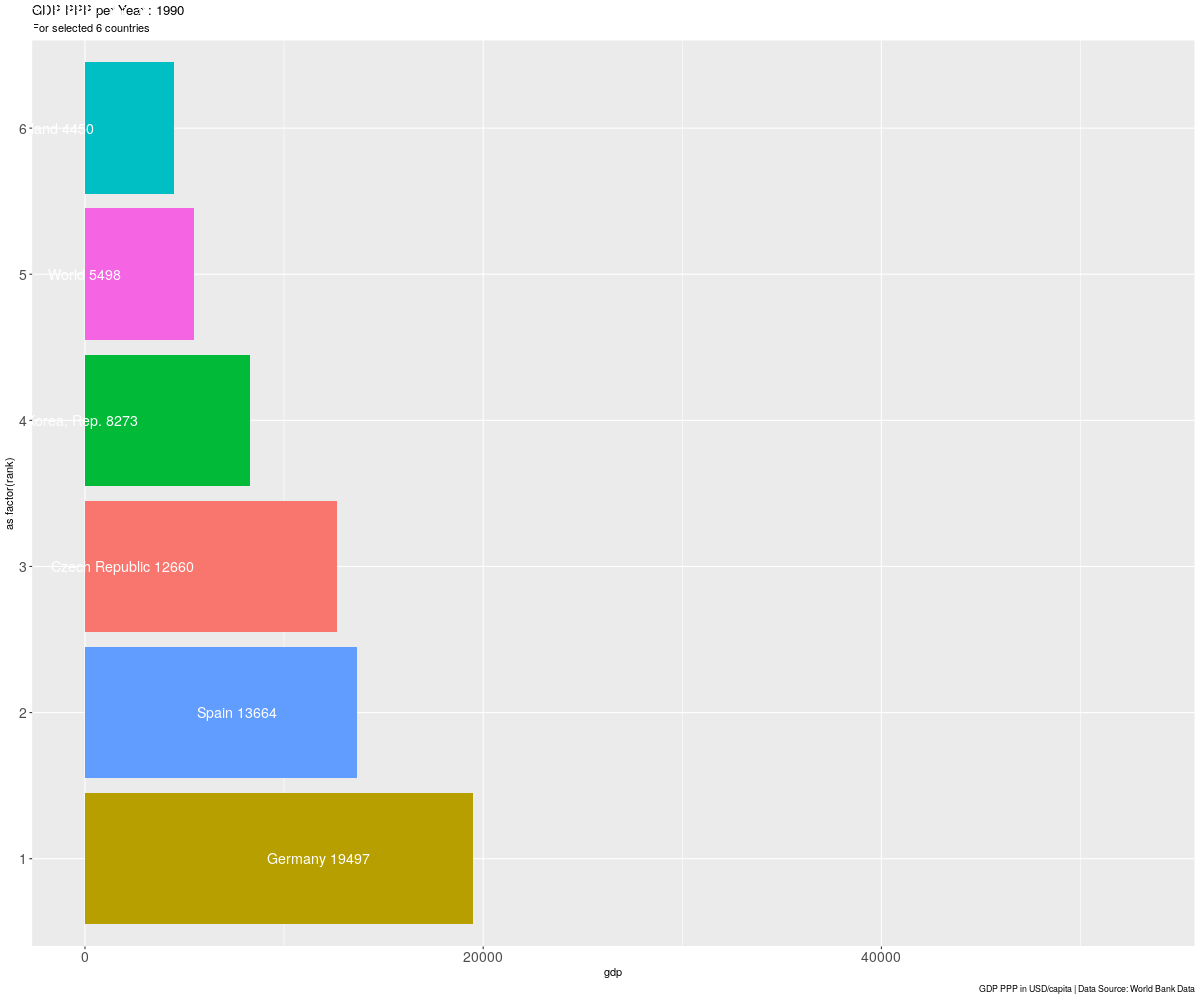 GDP PPP per Year : 1990
For selected 6 countries
6
and 4450
5
World 5498
4
orea, Rep. 8273
as factor(rank)
3
Czech Republic 12660
2
Spain 13664
1
Germany 19497
0 20000 40000
gdp
GDP PPP in USD/capita | Data Source: World Bank Data